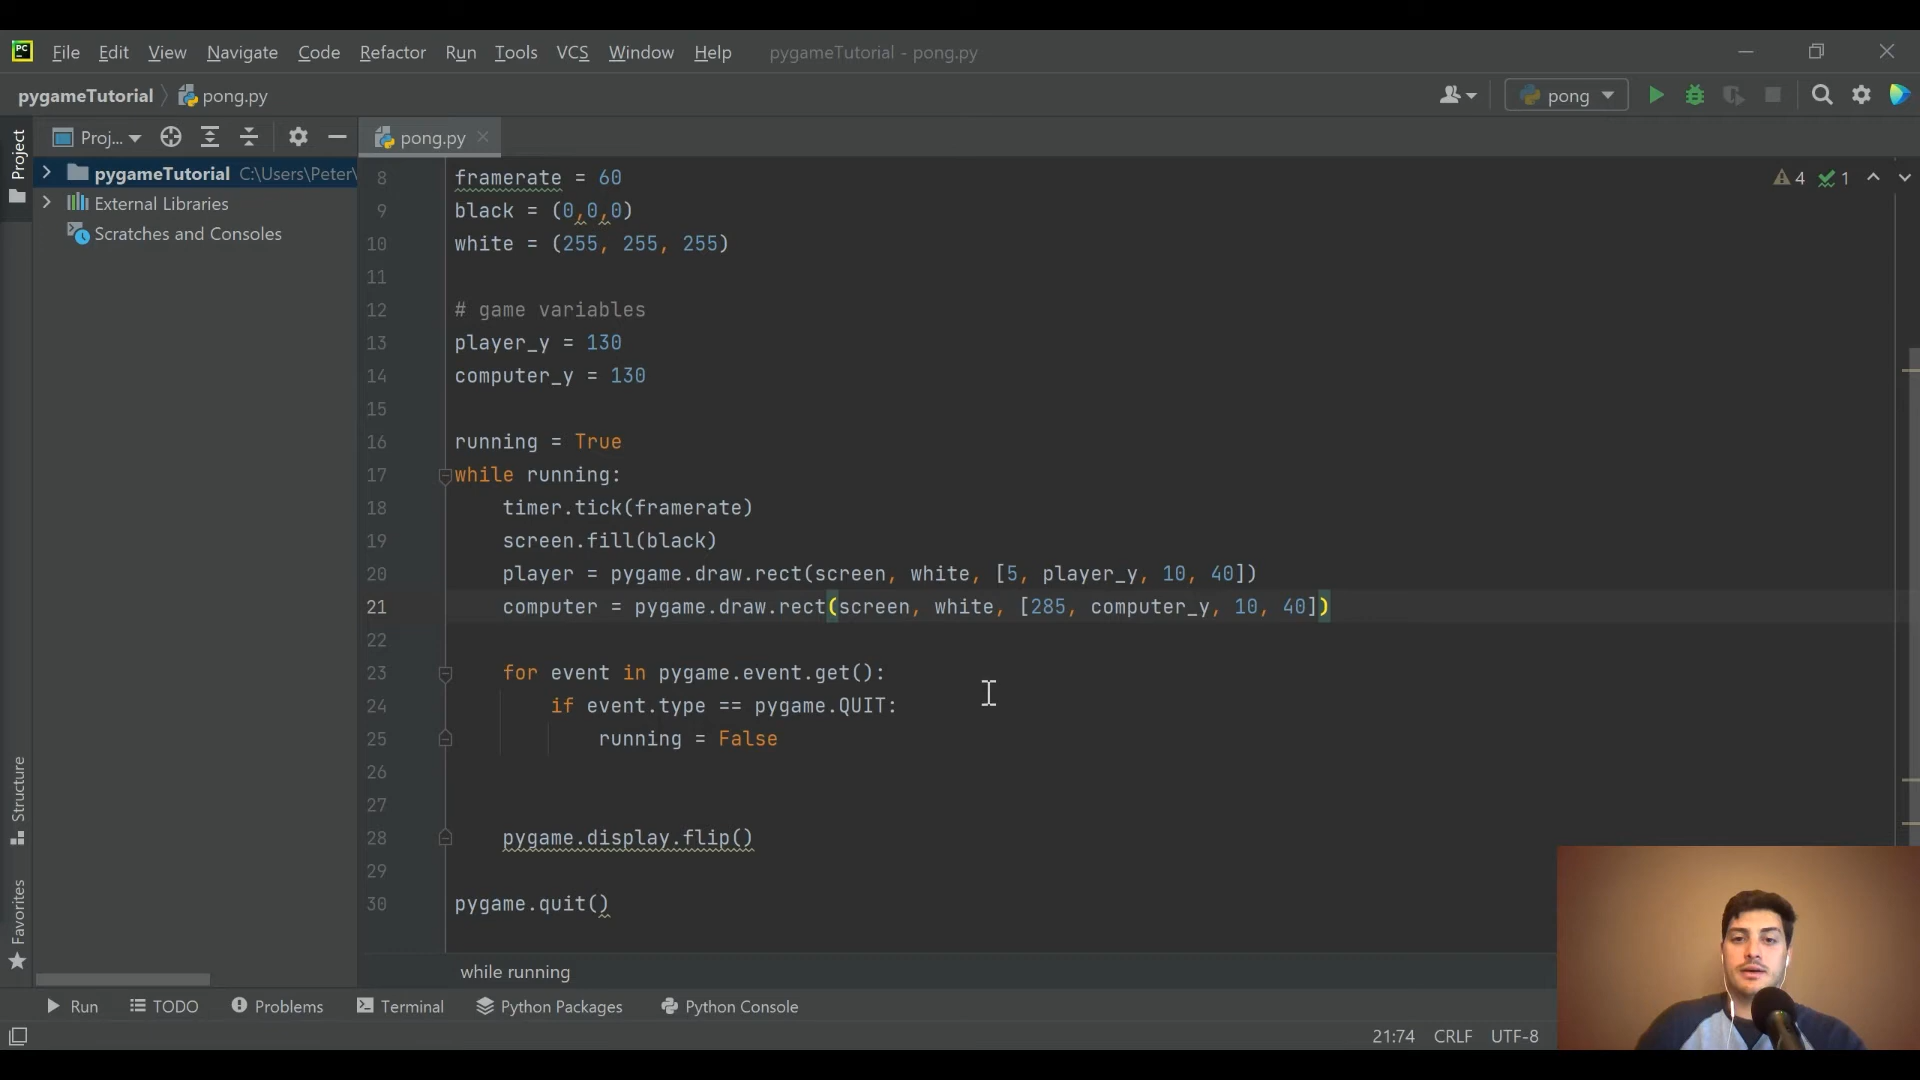 PC File Edit View Navigate Code Refactor Run Tools VCS Window Help pygameTutorial - pong.py
pygameTutorial pong.py pong
Project Proj... pong.py
pygameTutorial C:\Users\Peter\
External Libraries
Scratches and Consoles
4 1
8 framerate = 60
9 black = (0,0,0)
10 white = (255, 255, 255)
11
12 # game variables
13 player_y = 130
14 computer_y = 130
15
16 running = True
17 while running:
18 timer.tick(framerate)
19 screen.fill(black)
20 player = pygame.draw.rect(screen, white, [5, player_y, 10, 40])
21 computer = pygame.draw.rect(screen, white, [285, computer_y, 10, 40])
22
23 for event in pygame.event.get():
24 if event.type == pygame.QUIT:
25 running = False
26
27
28 pygame.display.flip()
29
30 pygame.quit()
Structure
Favorites
while running
Run TODO Problems Terminal Python Packages Python Console
21:74 CRLF UTF-8